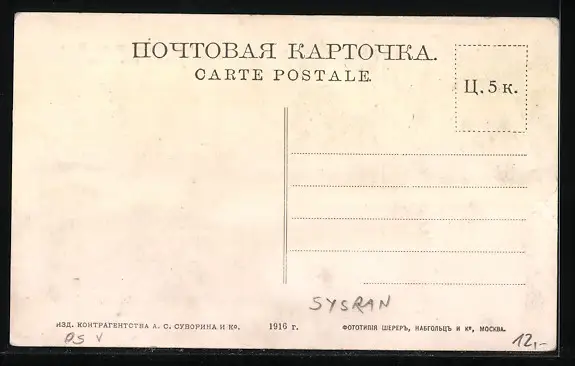 ПОЧТОВАЯ КАРТОЧКА.
CARTE POSTALE.
Ц. 5 к.
SYSRAN
ИЗД. КОНТРАГЕНТСТВА А. С. СУВОРИНА И Кº. 1916 г. ФОТОТИПІЯ ШЕРЕРЪ, НАБГОЛЬЦЪ И Кº, МОСКВА.
12,-